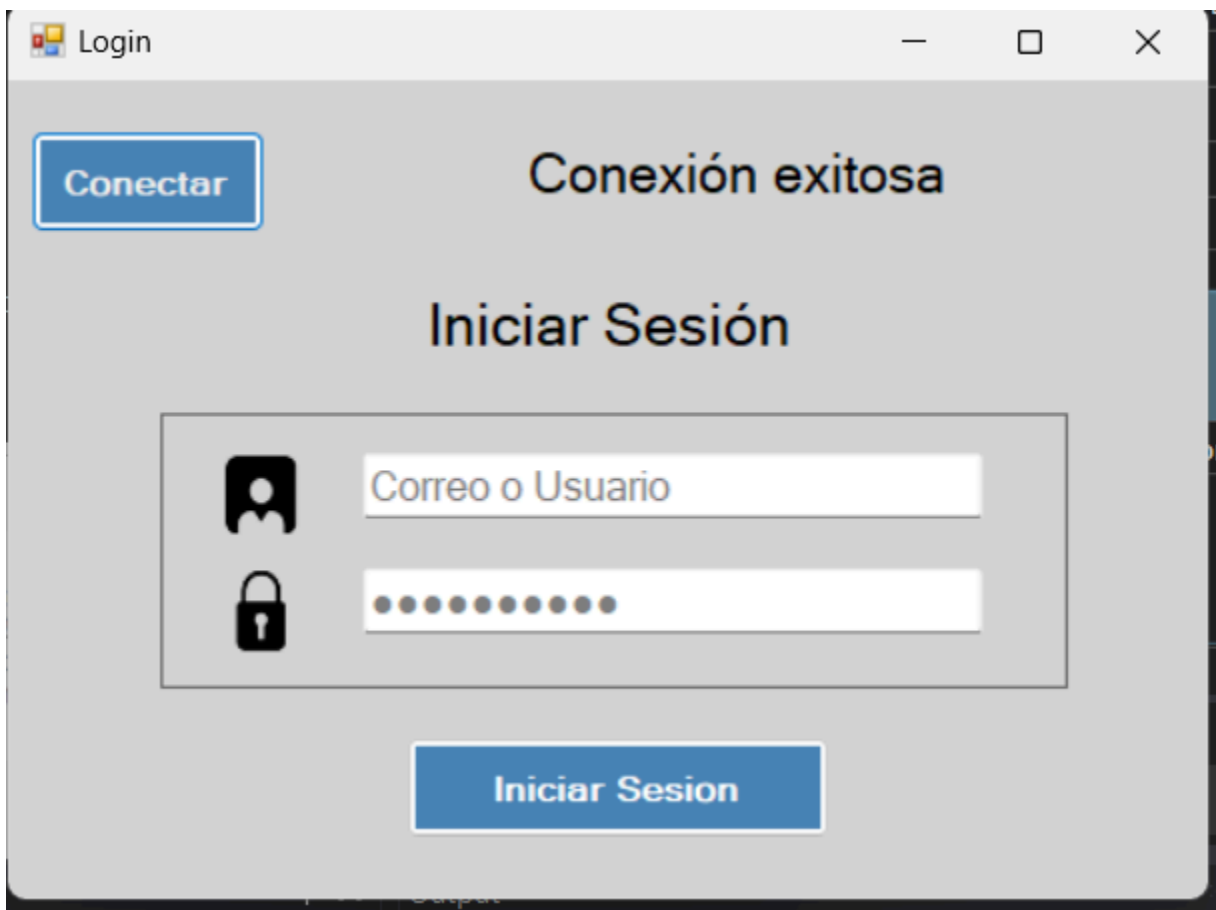 Login
Conectar
Conexión exitosa
Iniciar Sesión
Correo o Usuario
●●●●●●●●●●
Iniciar Sesion